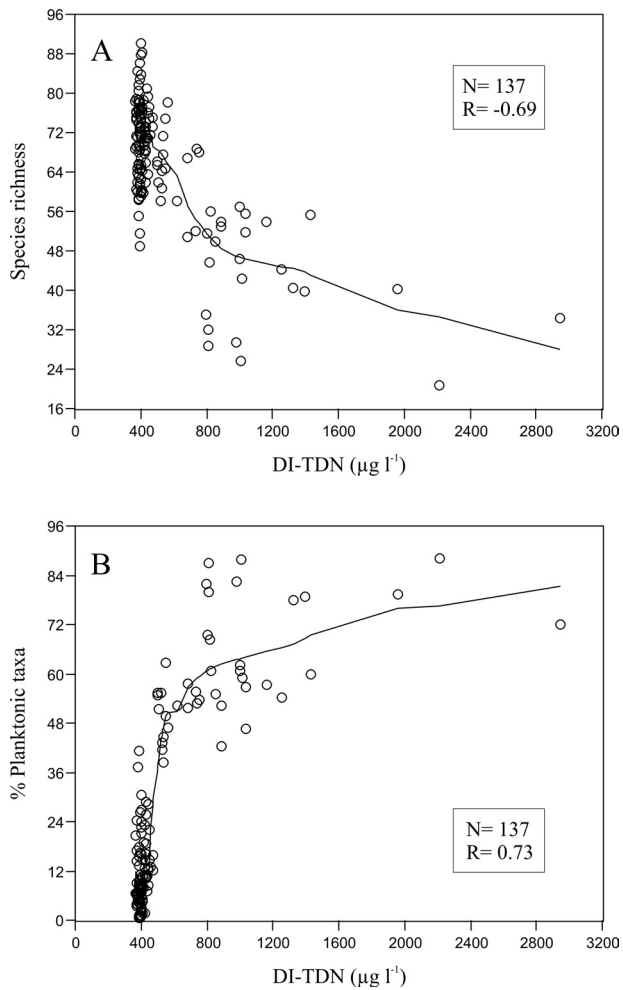 A
96
88
80
72
64
56
48
40
32
24
16
Species richness
N= 137
R= -0.69
0 400 800 1200 1600 2000 2400 2800 3200
DI-TDN (µg l⁻¹)
B
96
84
72
60
48
36
24
12
0
% Planktonic taxa
N= 137
R= 0.73
0 400 800 1200 1600 2000 2400 2800 3200
DI-TDN (µg l⁻¹)